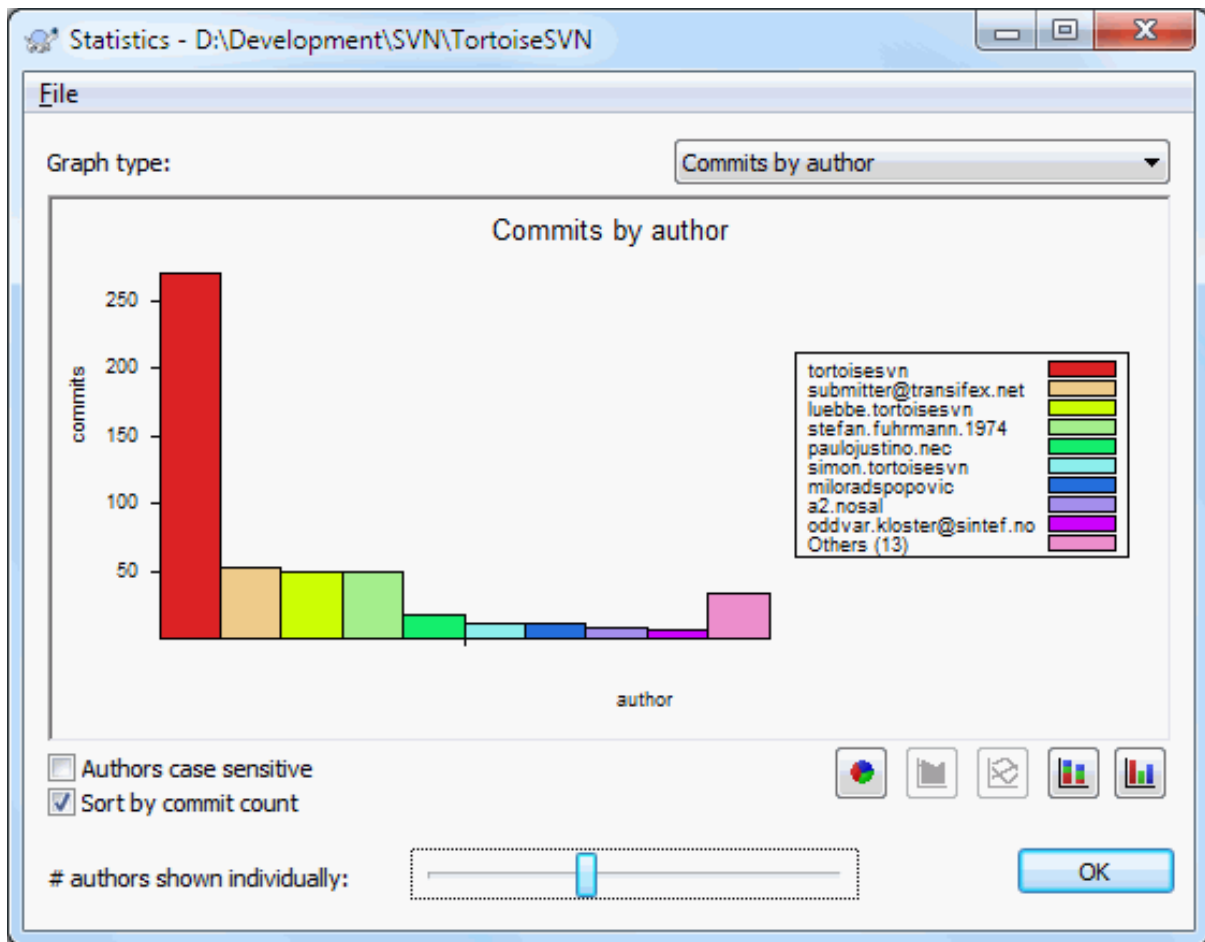 Statistics - D:\Development\SVN\TortoiseSVN
File
Graph type:
Commits by author
Commits by author
250
200
150
100
50
commits
author
tortoisesvn
submitter@transifex.net
luebbe.tortoisesvn
stefan.fuhrmann.1974
paulojustino.nec
simon.tortoisesvn
miloradspopovic
a2.nosal
oddvar.kloster@sintef.no
Others (13)
Authors case sensitive
Sort by commit count
# authors shown individually:
OK